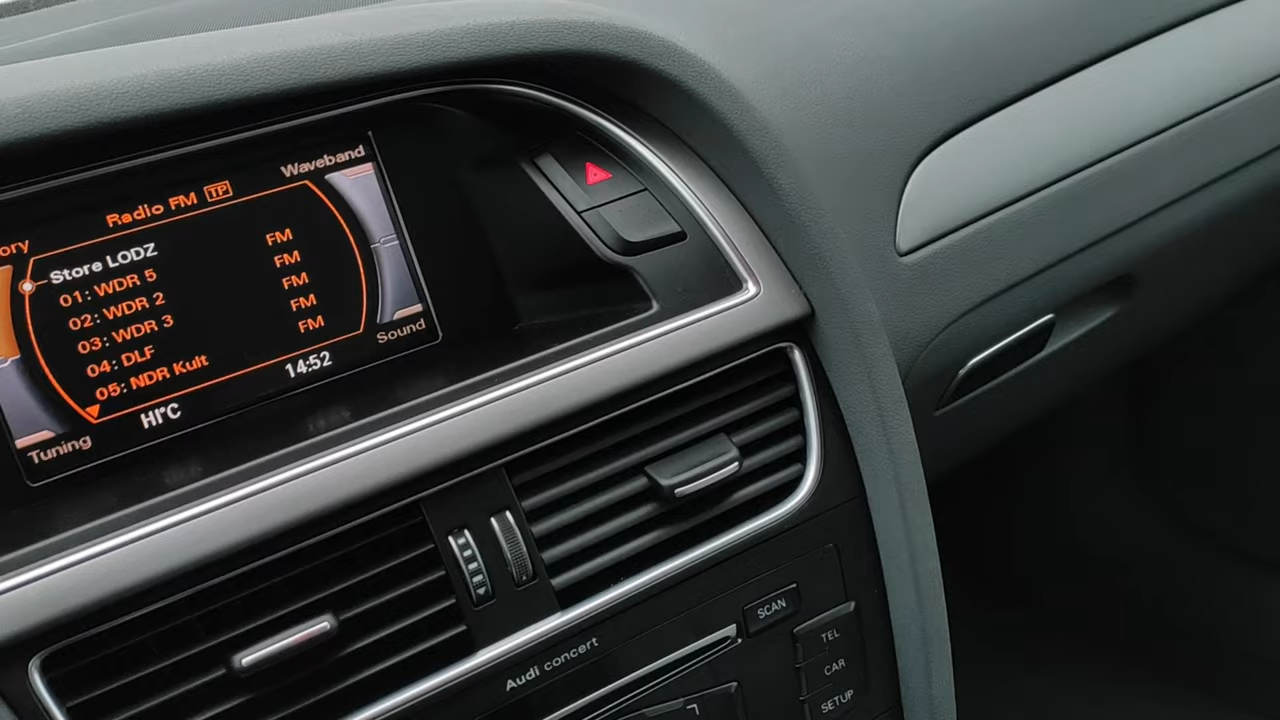 Waveband
Radio FM TP
ory
Store LODZ
01: WDR 5 FM
02: WDR 2 FM
03: WDR 3 FM
04: DLF FM
05: NDR Kult FM
Sound
14:52
HI°C
Tuning
SCAN
Audi concert
TEL
CAR
SETUP